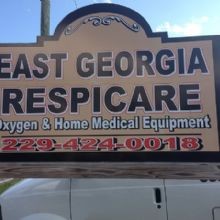 EAST GEORGIA
RESPICARE
Oxygen & Home Medical Equipment
229-424-0018